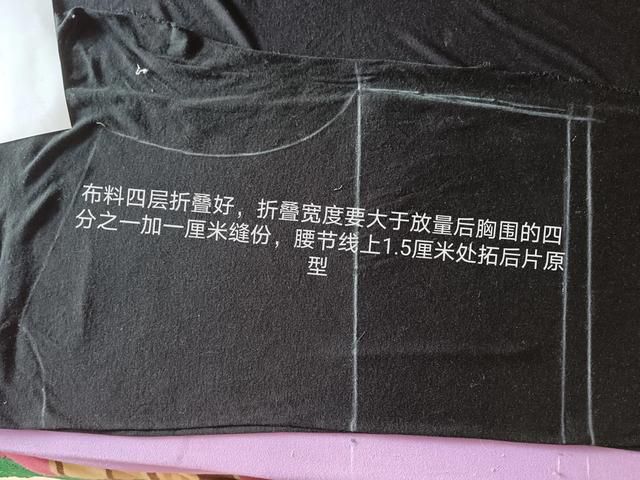 布料四层折叠好，折叠宽度要大于放量后胸围的四
分之一加一厘米缝份，腰节线上1.5厘米处拓后片原
型